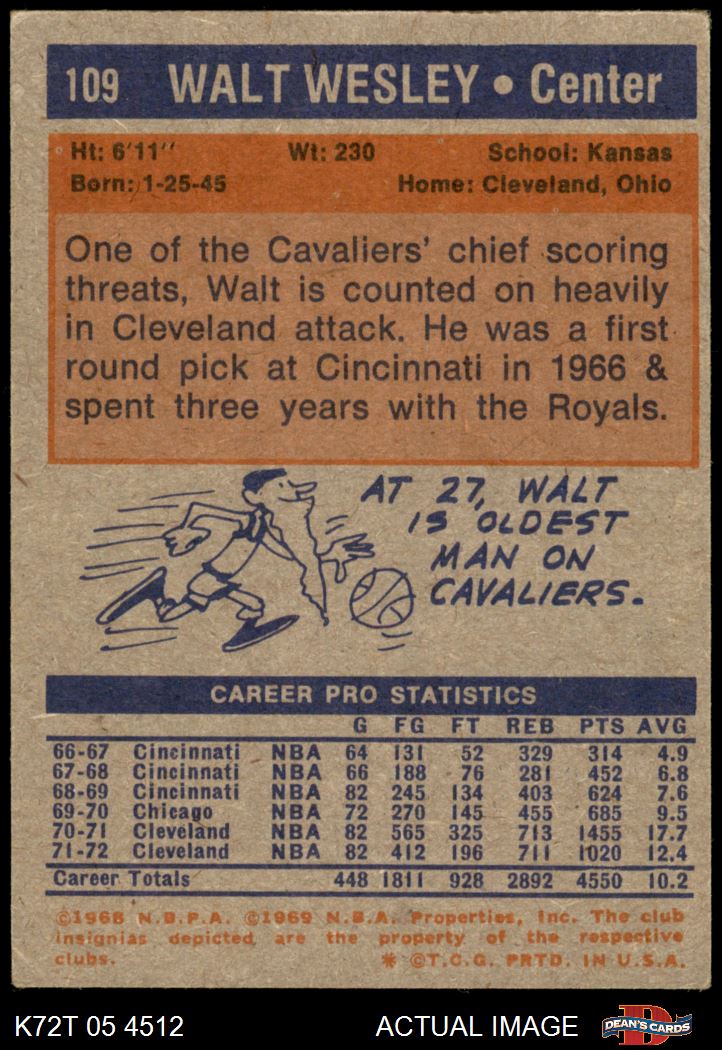 109 WALT WESLEY • Center
Ht: 6'11'' Wt: 230 School: Kansas
Born: 1-25-45 Home: Cleveland, Ohio
One of the Cavaliers' chief scoring
threats, Walt is counted on heavily
in Cleveland attack. He was a first
round pick at Cincinnati in 1966 &
spent three years with the Royals.
AT 27, WALT
IS OLDEST
MAN ON
CAVALIERS.
CAREER PRO STATISTICS
G FG FT REB PTS AVG
66-67 Cincinnati NBA 64 131 52 329 314 4.9
67-68 Cincinnati NBA 66 188 76 281 452 6.8
68-69 Cincinnati NBA 82 245 134 403 624 7.6
69-70 Chicago NBA 72 270 145 455 685 9.5
70-71 Cleveland NBA 82 565 325 713 1455 17.7
71-72 Cleveland NBA 82 412 196 711 1020 12.4
Career Totals 448 1811 928 2892 4550 10.2
©1968 N.B.P.A. ©1969 N.B.A. Properties, Inc. The club
insignias depicted are the property of the respective
clubs. * ©T.C.G. PRTD. IN U.S.A.
K72T 05 4512 ACTUAL IMAGE DEAN'S CARDS